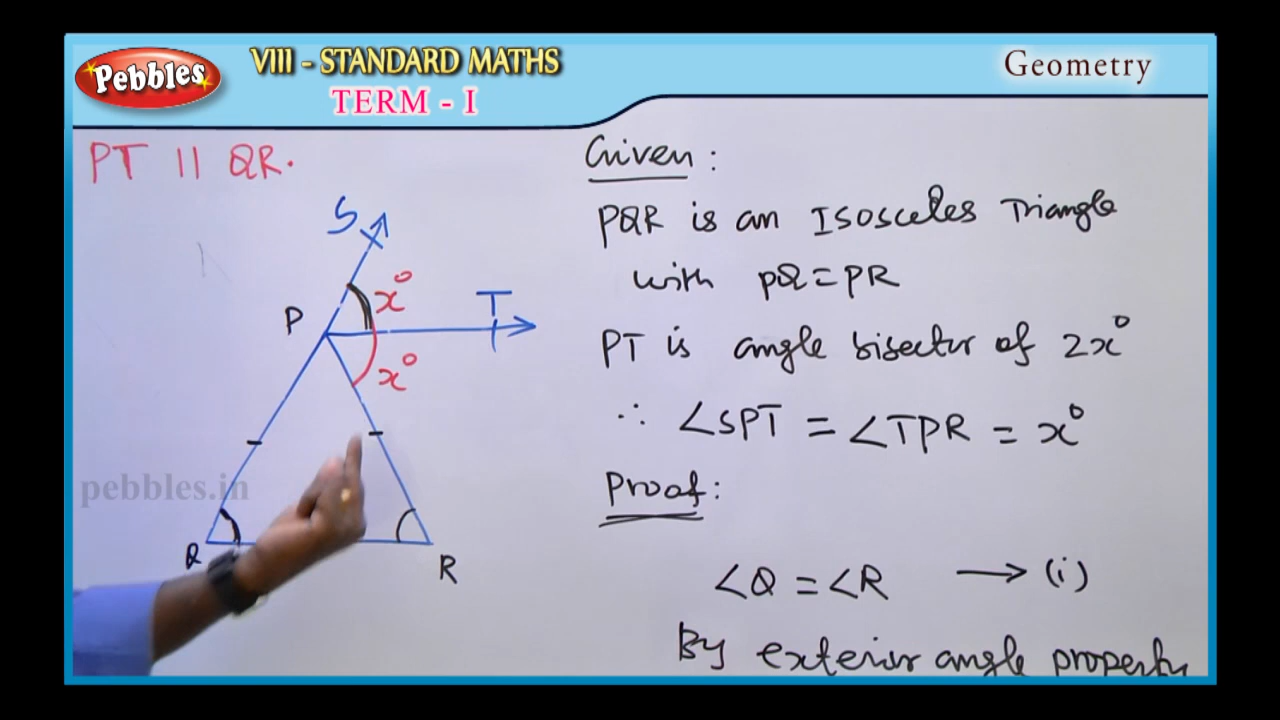 Pebbles
VIII - STANDARD MATHS
TERM - I
Geometry
PT || QR.
S
x°
P
T
x°
Q
R
pebbles.in
Given:
PQR is an Isosceles Triangle
with PQ=PR
PT is angle bisector of 2x°
∴ ∠SPT = ∠TPR = x°
Proof:
∠Q = ∠R → (i)
By exterior angle property